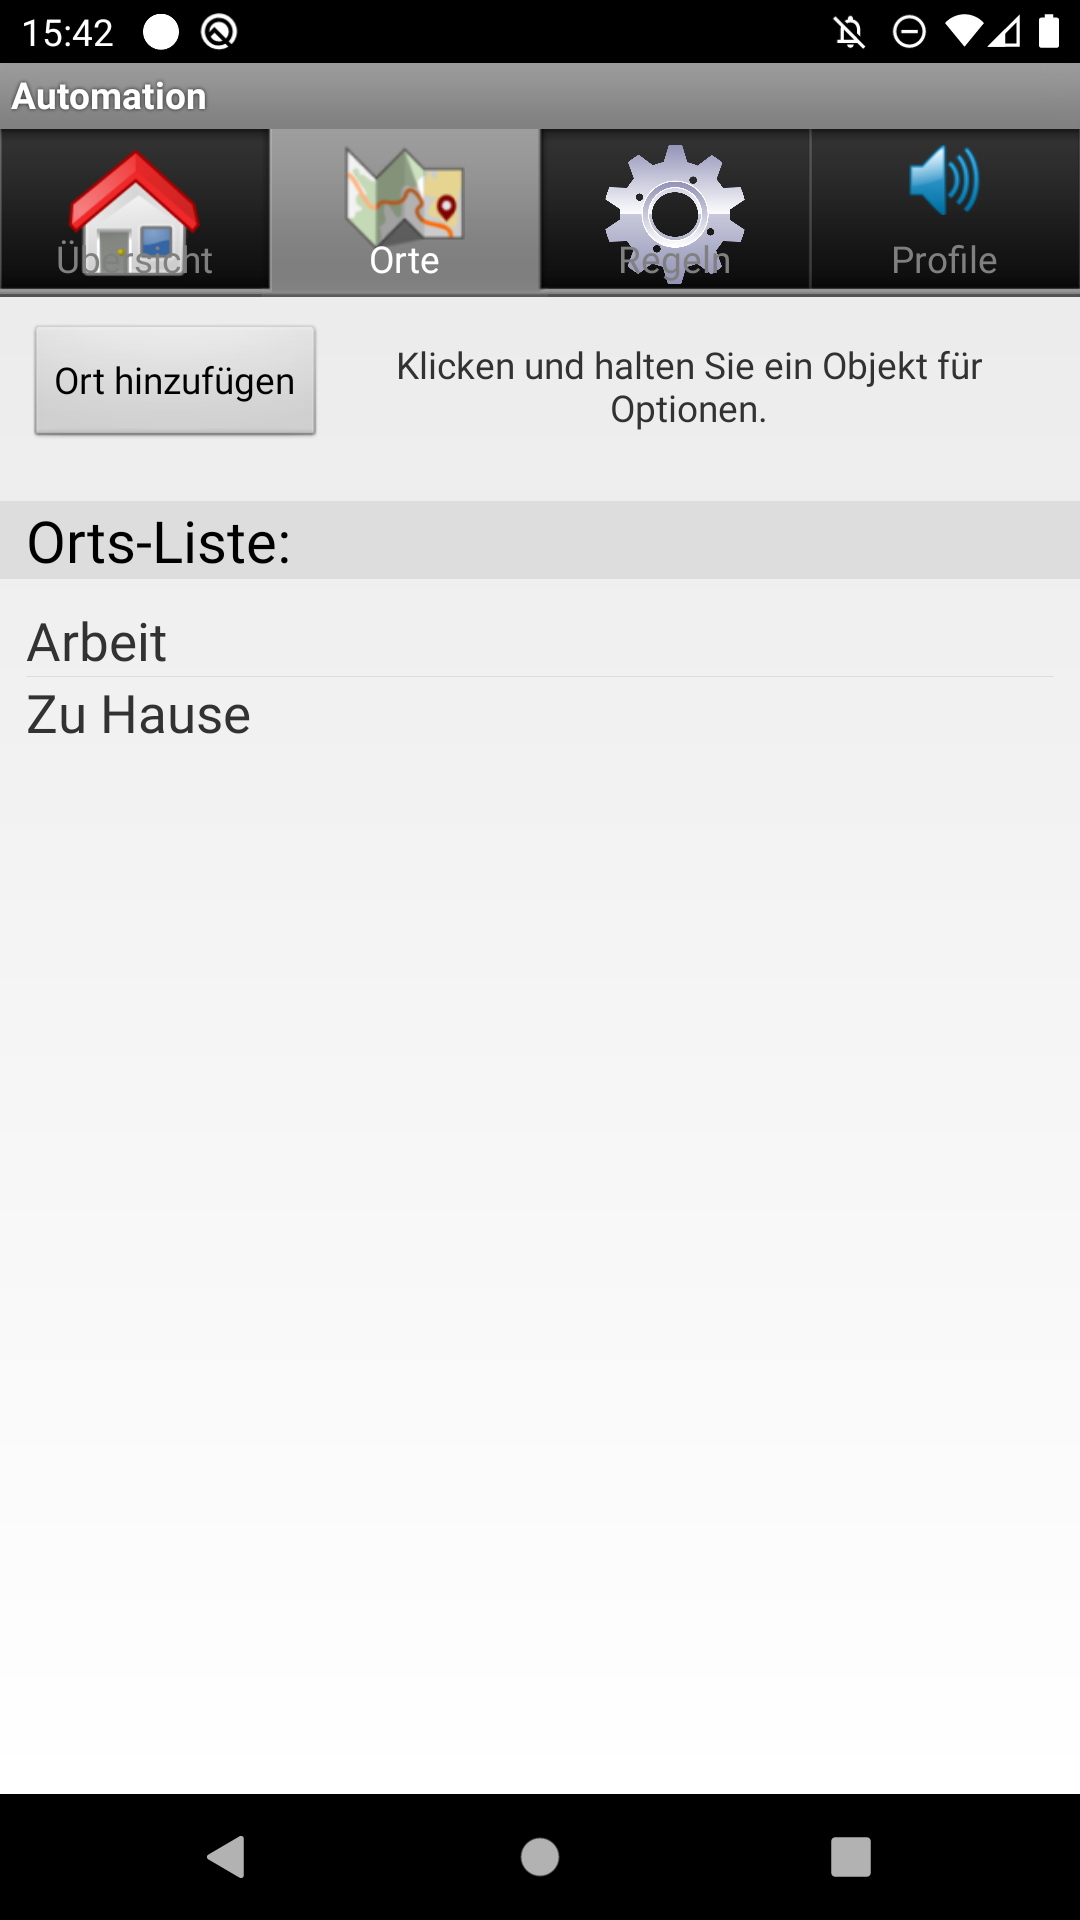 15:42
Automation
Übersicht
Orte
Regeln
Profile
Ort hinzufügen
Klicken und halten Sie ein Objekt für
Optionen.
Orts-Liste:
Arbeit
Zu Hause